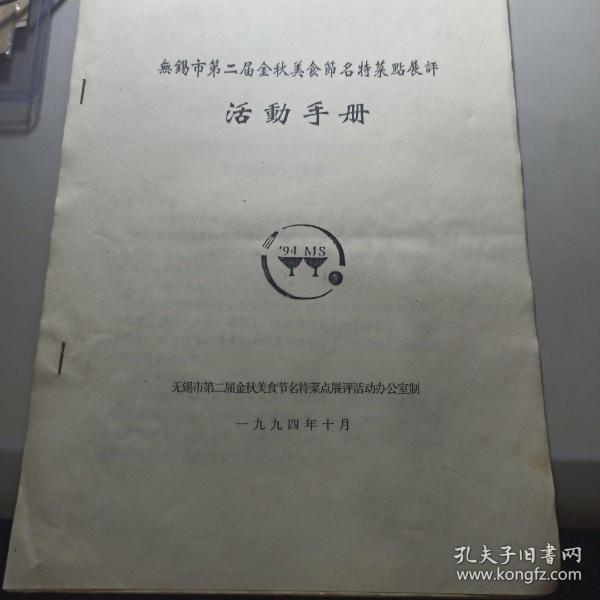 無錫市第二届金秋美食節名特菜點展評
活動手册
'94 MS
无锡市第二届金秋美食节名特菜点展评活动办公室制
一九九四年十月
孔夫子旧书网
www.kongfz.com